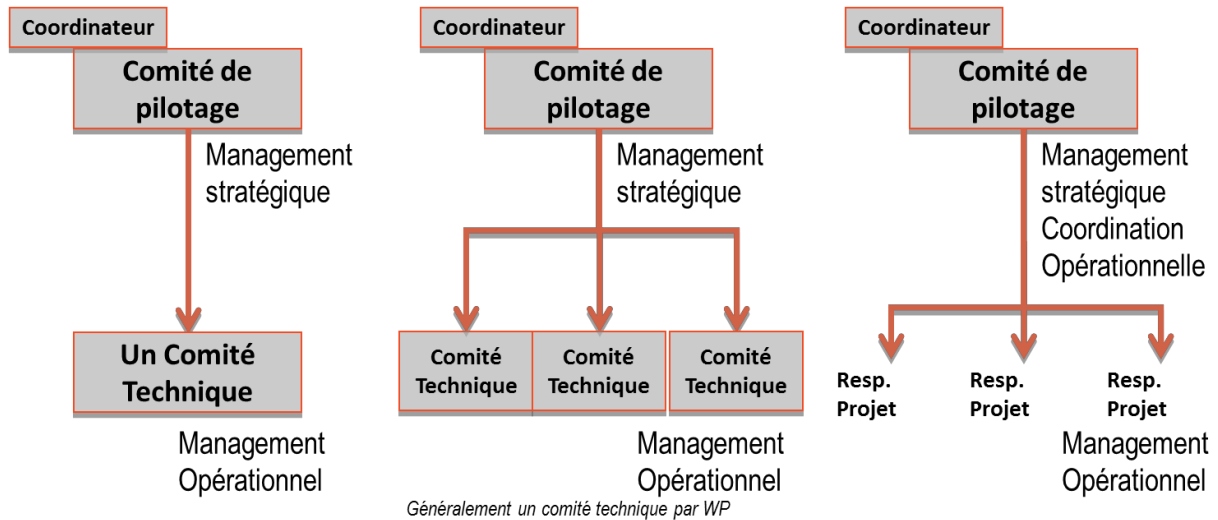 Coordinateur
Comité de
pilotage
Management
stratégique
Un Comité
Technique
Management
Opérationnel
Coordinateur
Comité de
pilotage
Management
stratégique
Comité
Technique
Comité
Technique
Comité
Technique
Management
Opérationnel
Généralement un comité technique par WP
Coordinateur
Comité de
pilotage
Management
stratégique
Coordination
Opérationnelle
Resp.
Projet
Resp.
Projet
Resp.
Projet
Management
Opérationnel